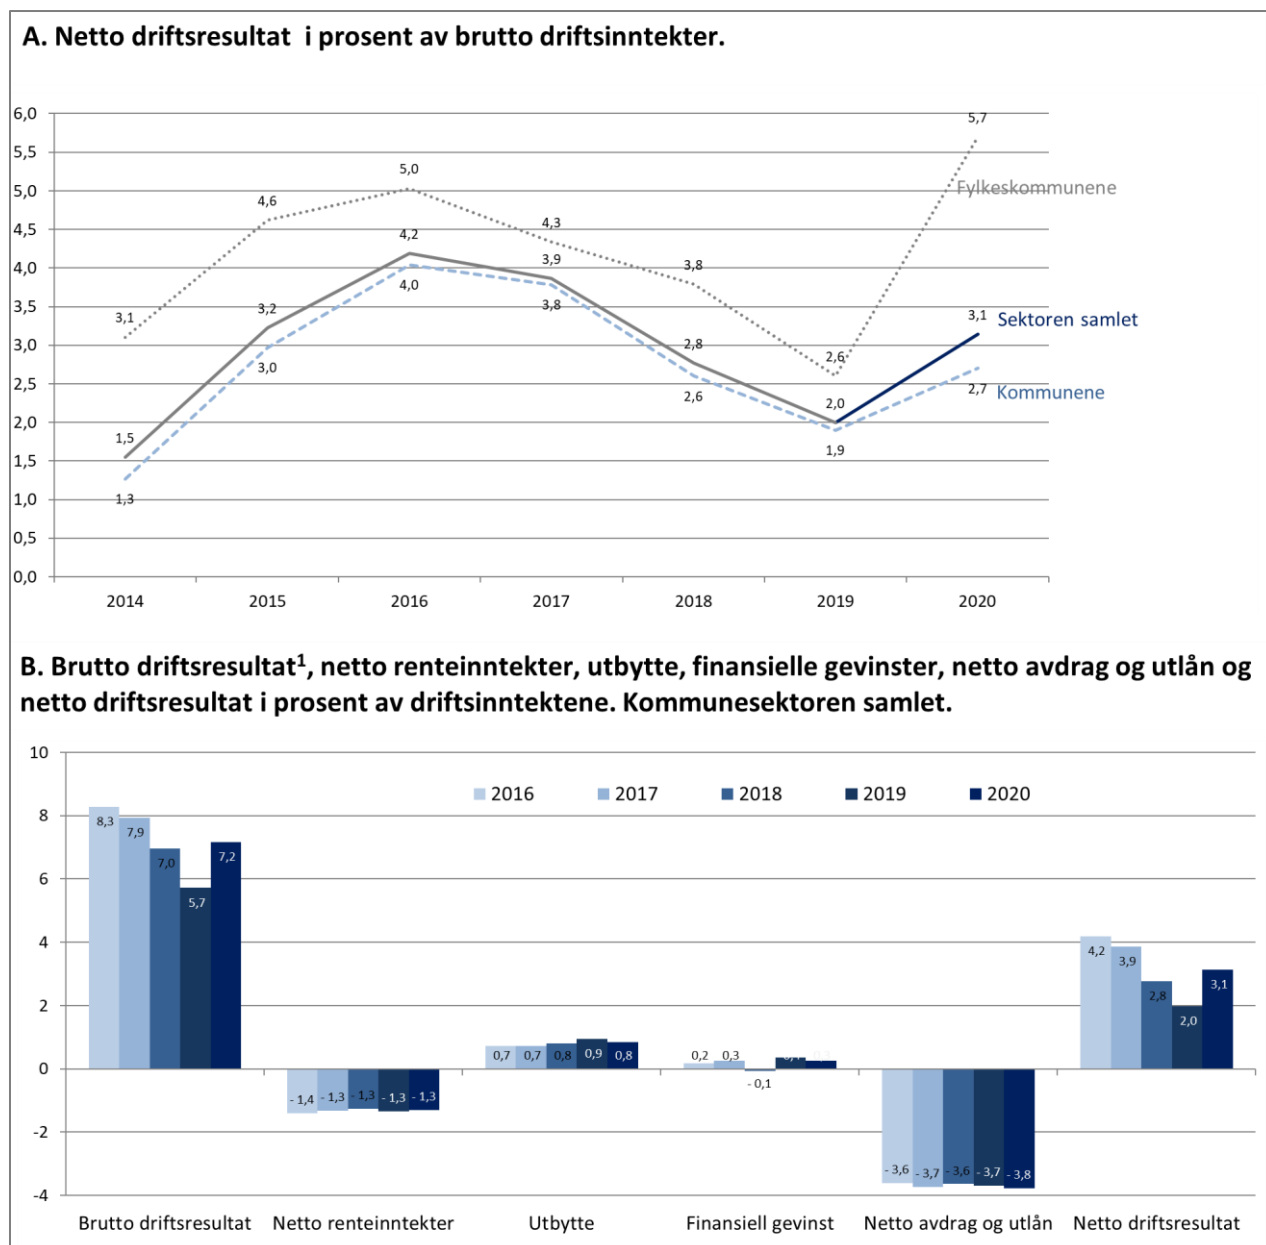 A. Netto driftsresultat i prosent av brutto driftsinntekter.
6,0
5,5
5,0
4,5
4,0
3,5
3,0
2,5
2,0
1,5
1,0
0,5
0,0
3,1
4,6
5,0
4,3
3,8
2,6
5,7
Fylkeskommunene
1,5
3,2
4,2
3,9
2,8
2,0
3,1
Sektoren samlet
1,3
3,0
4,0
3,8
2,6
1,9
2,7
Kommunene
2014 2015 2016 2017 2018 2019 2020
B. Brutto driftsresultat¹, netto renteinntekter, utbytte, finansielle gevinster, netto avdrag og utlån og
netto driftsresultat i prosent av driftsinntektene. Kommunesektoren samlet.
10
8
6
4
2
0
-2
-4
2016 2017 2018 2019 2020
8,3 7,9 7,0 5,7 7,2
- 1,4 - 1,3 - 1,3 - 1,3 - 1,3
0,7 0,7 0,8 0,9 0,8
0,2 0,3 - 0,1
- 3,6 - 3,7 - 3,6 - 3,7 - 3,8
4,2 3,9 2,8 2,0 3,1
Brutto driftsresultat Netto renteinntekter Utbytte Finansiell gevinst Netto avdrag og utlån Netto driftsresultat